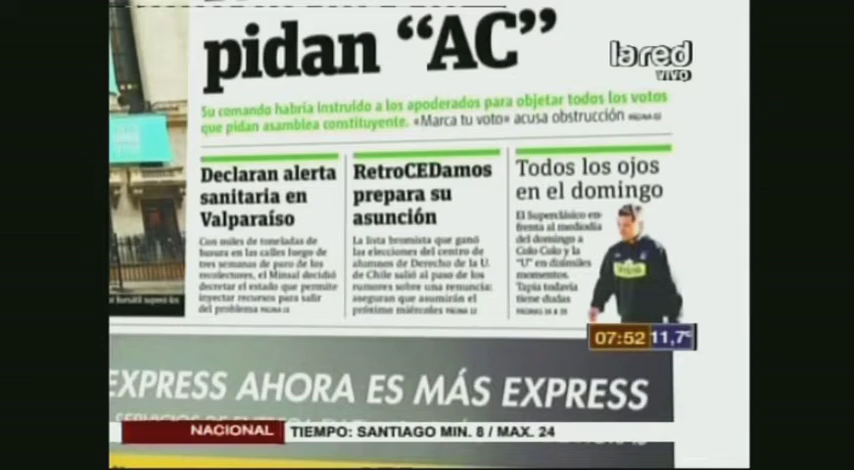 pidan “AC”
la red
VIVO
Su comando habría instruido a los apoderados para objetar todos los votos
que pidan asamblea constituyente. «Marca tu voto» acusa obstrucción
Declaran alerta
sanitaria en
Valparaíso
Con miles de toneladas de
basura en las calles luego de
tres semanas de paro de los
recolectores, el Minsal decidió
decretar el estado que permite
inyectar recursos para salir
del problema
RetroCEDamos
prepara su
asunción
La lista bromista que ganó
las elecciones del centro de
alumnos de Derecho de la U.
de Chile salió al paso de los
rumores sobre una renuncia:
aseguran que asumirán el
próximo miércoles
Todos los ojos
en el domingo
El Superclásico en-
frenta al mediodía
del domingo a
Colo Colo y la
"U" en disímiles
momentos.
Tapia todavía
tiene dudas
07:52 11,7°
EXPRESS AHORA ES MÁS EXPRESS
NACIONAL
TIEMPO: SANTIAGO MIN. 8 / MAX. 24